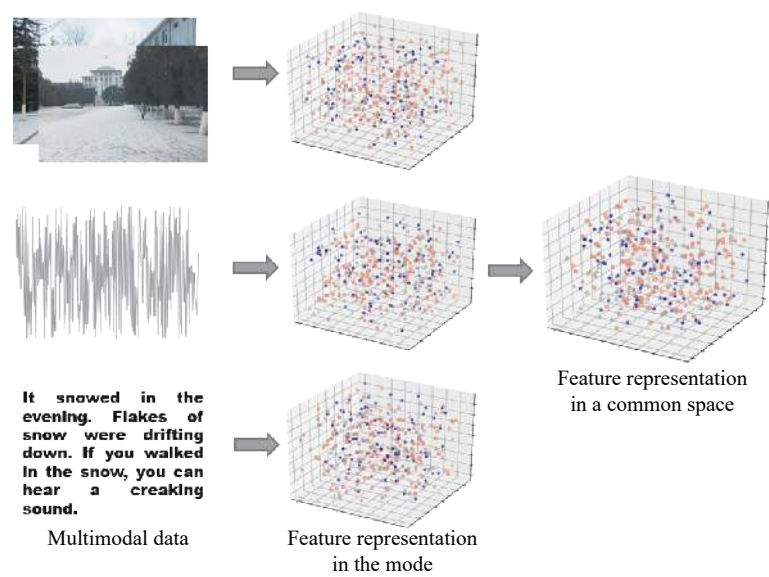 It snowed in the
evening. Flakes of
snow were drifting
down. If you walked
in the snow, you can
hear a creaking
sound.
Multimodal data
Feature representation
in the mode
Feature representation
in a common space